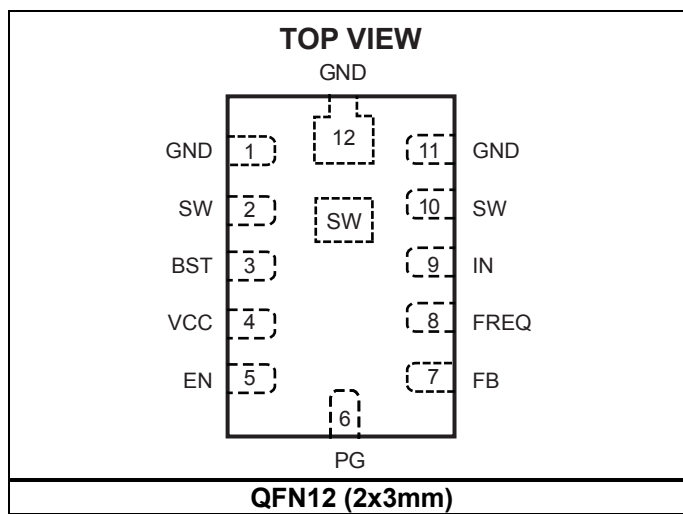 TOP VIEW
GND
12
GND 1 11 GND
SW 2 SW 10 SW
BST 3 9 IN
VCC 4 8 FREQ
EN 5 7 FB
6
PG
QFN12 (2x3mm)